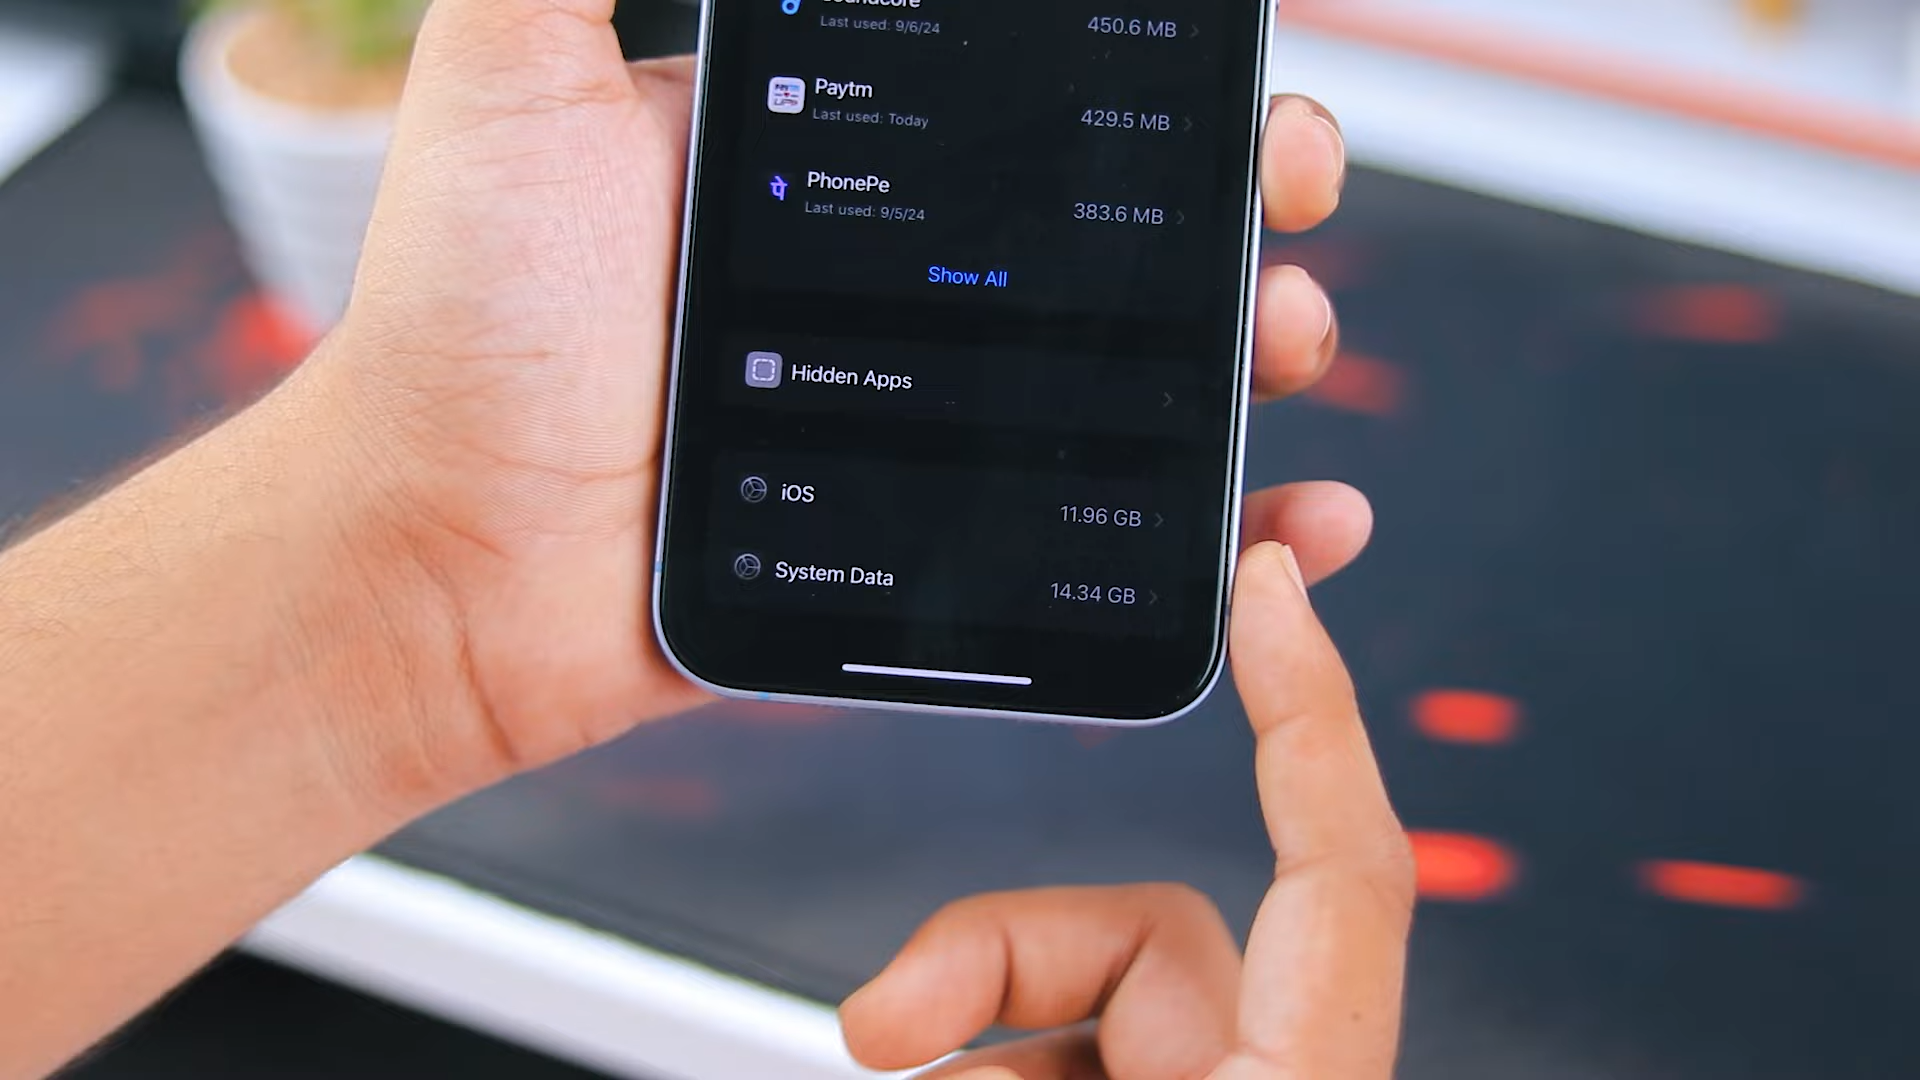 Soundcore
450.6 MB
Last used: 9/6/24
Paytm
Last used: Today
429.5 MB
PhonePe
Last used: 9/5/24
383.6 MB
पे
Show All
Hidden Apps
iOS
11.96 GB
System Data
14.34 GB